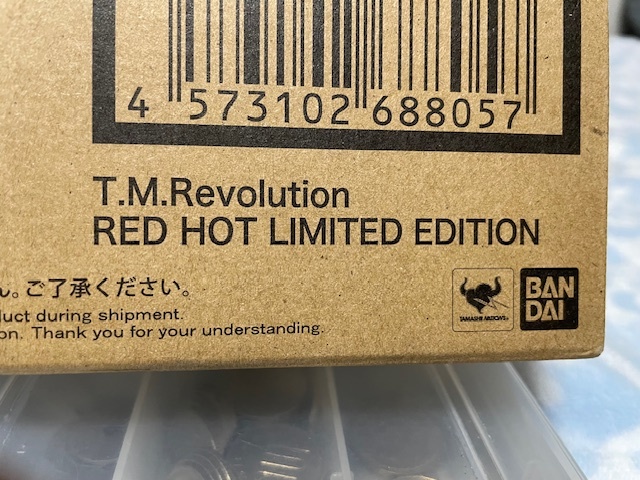 4 573102 688057
T.M.Revolution
RED HOT LIMITED EDITION
ん。ご了承ください。
duct during shipment.
on. Thank you for your understanding.
TAMASHII NATIONS
BAN
DAI